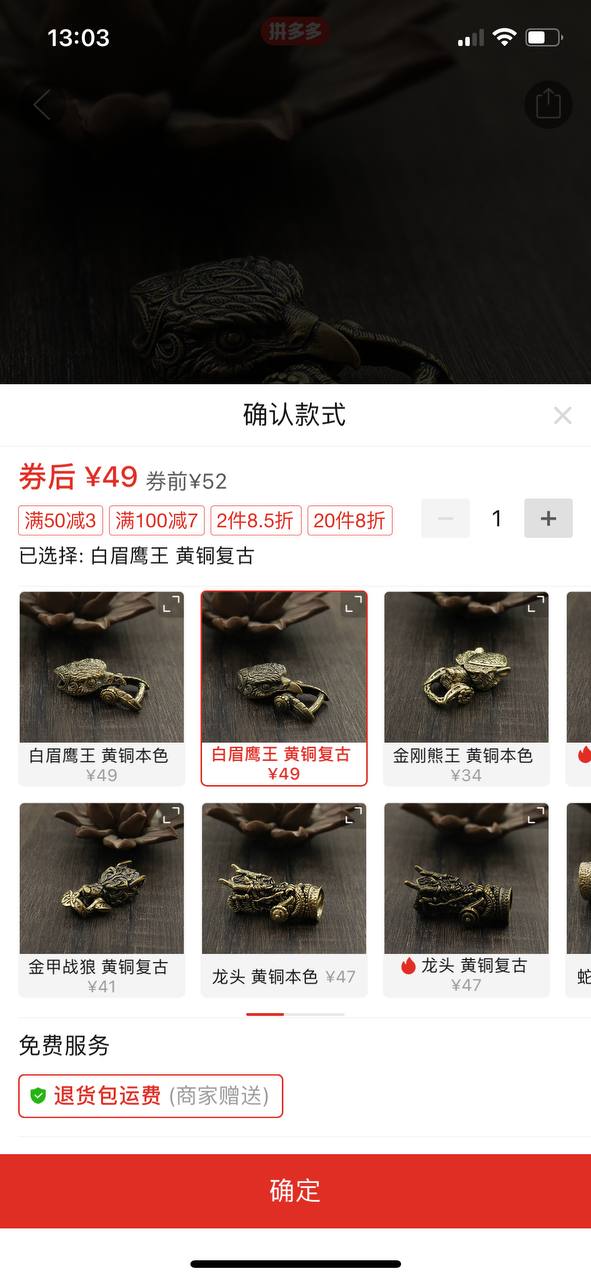 13:03
拼多多
确认款式
券后 ¥49 券前¥52
满50减3 满100减7 2件8.5折 20件8折
1
已选择: 白眉鹰王 黄铜复古
白眉鹰王 黄铜本色
¥49
白眉鹰王 黄铜复古
¥49
金刚熊王 黄铜本色
¥34
金甲战狼 黄铜复古
¥41
龙头 黄铜本色 ¥47
龙头 黄铜复古
¥47
蛇
免费服务
退货包运费 (商家赠送)
确定